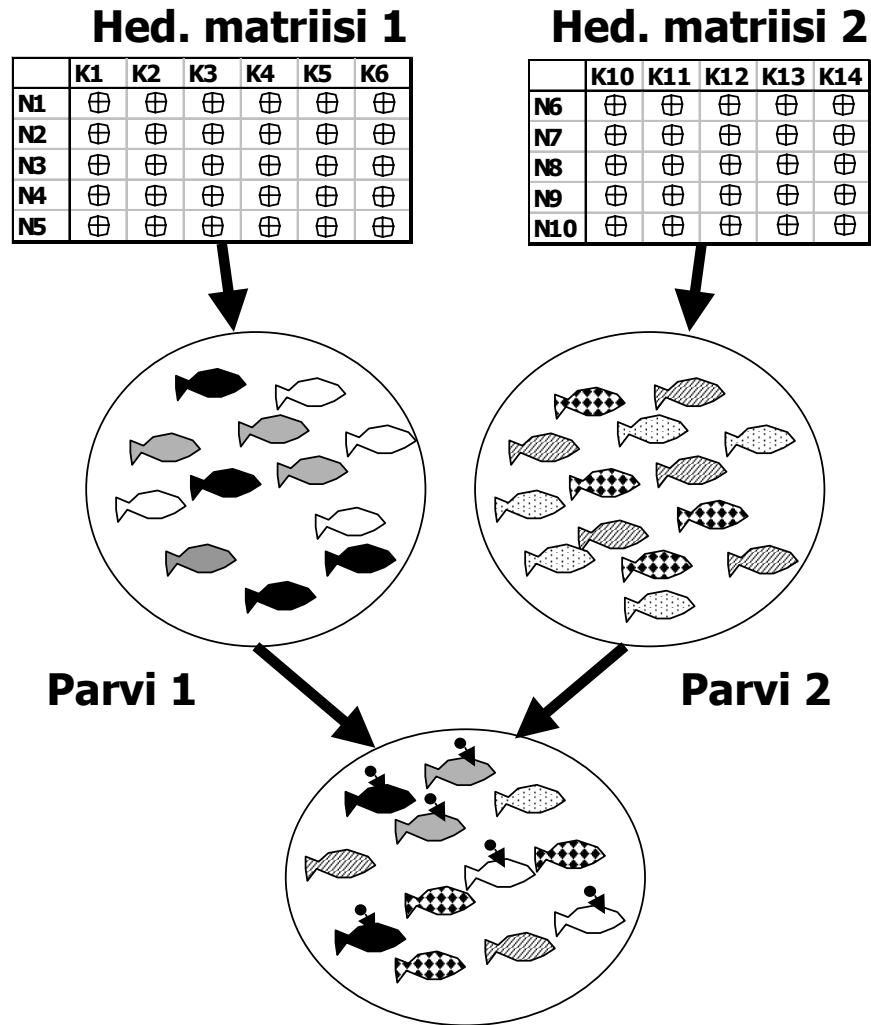 Hed. matriisi 1
K1 K2 K3 K4 K5 K6
N1
N2
N3
N4
N5
Hed. matriisi 2
K10 K11 K12 K13 K14
N6
N7
N8
N9
N10
Parvi 1
Parvi 2